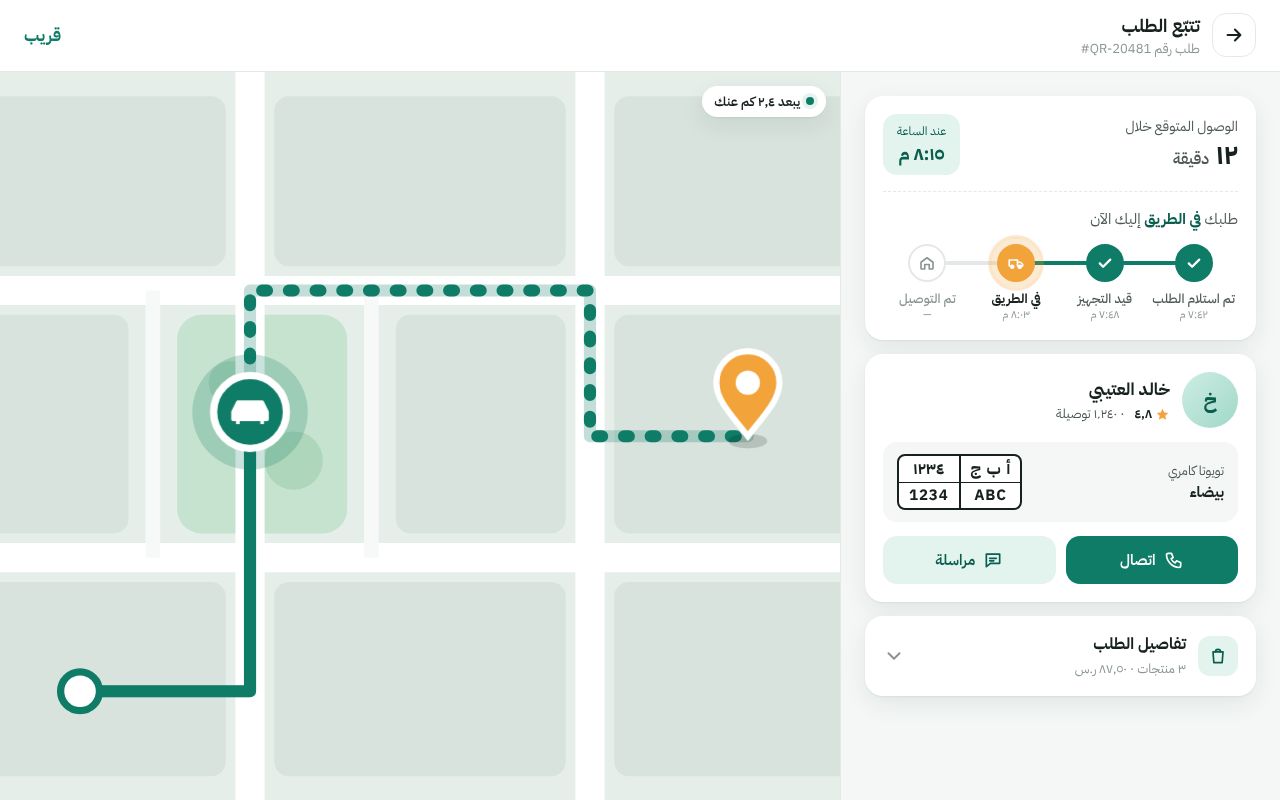 تتبّع الطلب
طلب رقم QR-20481#
قريب
يبعد ٢,٤ كم عنك
الوصول المتوقع خلال
١٢ دقيقة
عند الساعة
٨:١٥ م
طلبك في الطريق إليك الآن
تم استلام الطلب
٧:٤٢ م
قيد التجهيز
٧:٤٨ م
في الطريق
٨:٠٣ م
تم التوصيل
—
خ
خالد العتيبي
٤,٨ · ١,٢٤٠ توصيلة
تويوتا كامري
بيضاء
أ ب ج ١٢٣٤
ABC 1234
اتصال
مراسلة
تفاصيل الطلب
٣ منتجات · ٨٧,٥٠ ر.س